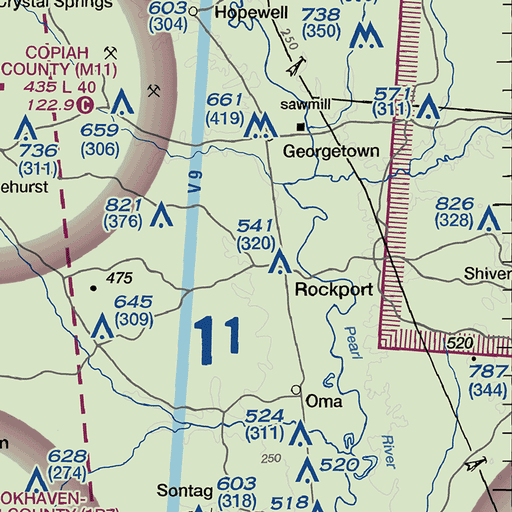 Crystal Springs
603
(304)
Hopewell
738
(350)
250
COPIAH
COUNTY (M11)
435 L 40
122.9 C
659
(306)
736
(311)
ehurst
661
(419)
sawmill
571
(311)
Georgetown
V 9
821
(376)
541
(320)
826
(328)
Shiver
475
645
(309)
Rockport
11
Pearl
520
787
(344)
Oma
524
(311)
250
River
520
628
(274)
OKHAVEN-
Sontag
603
(318)
518